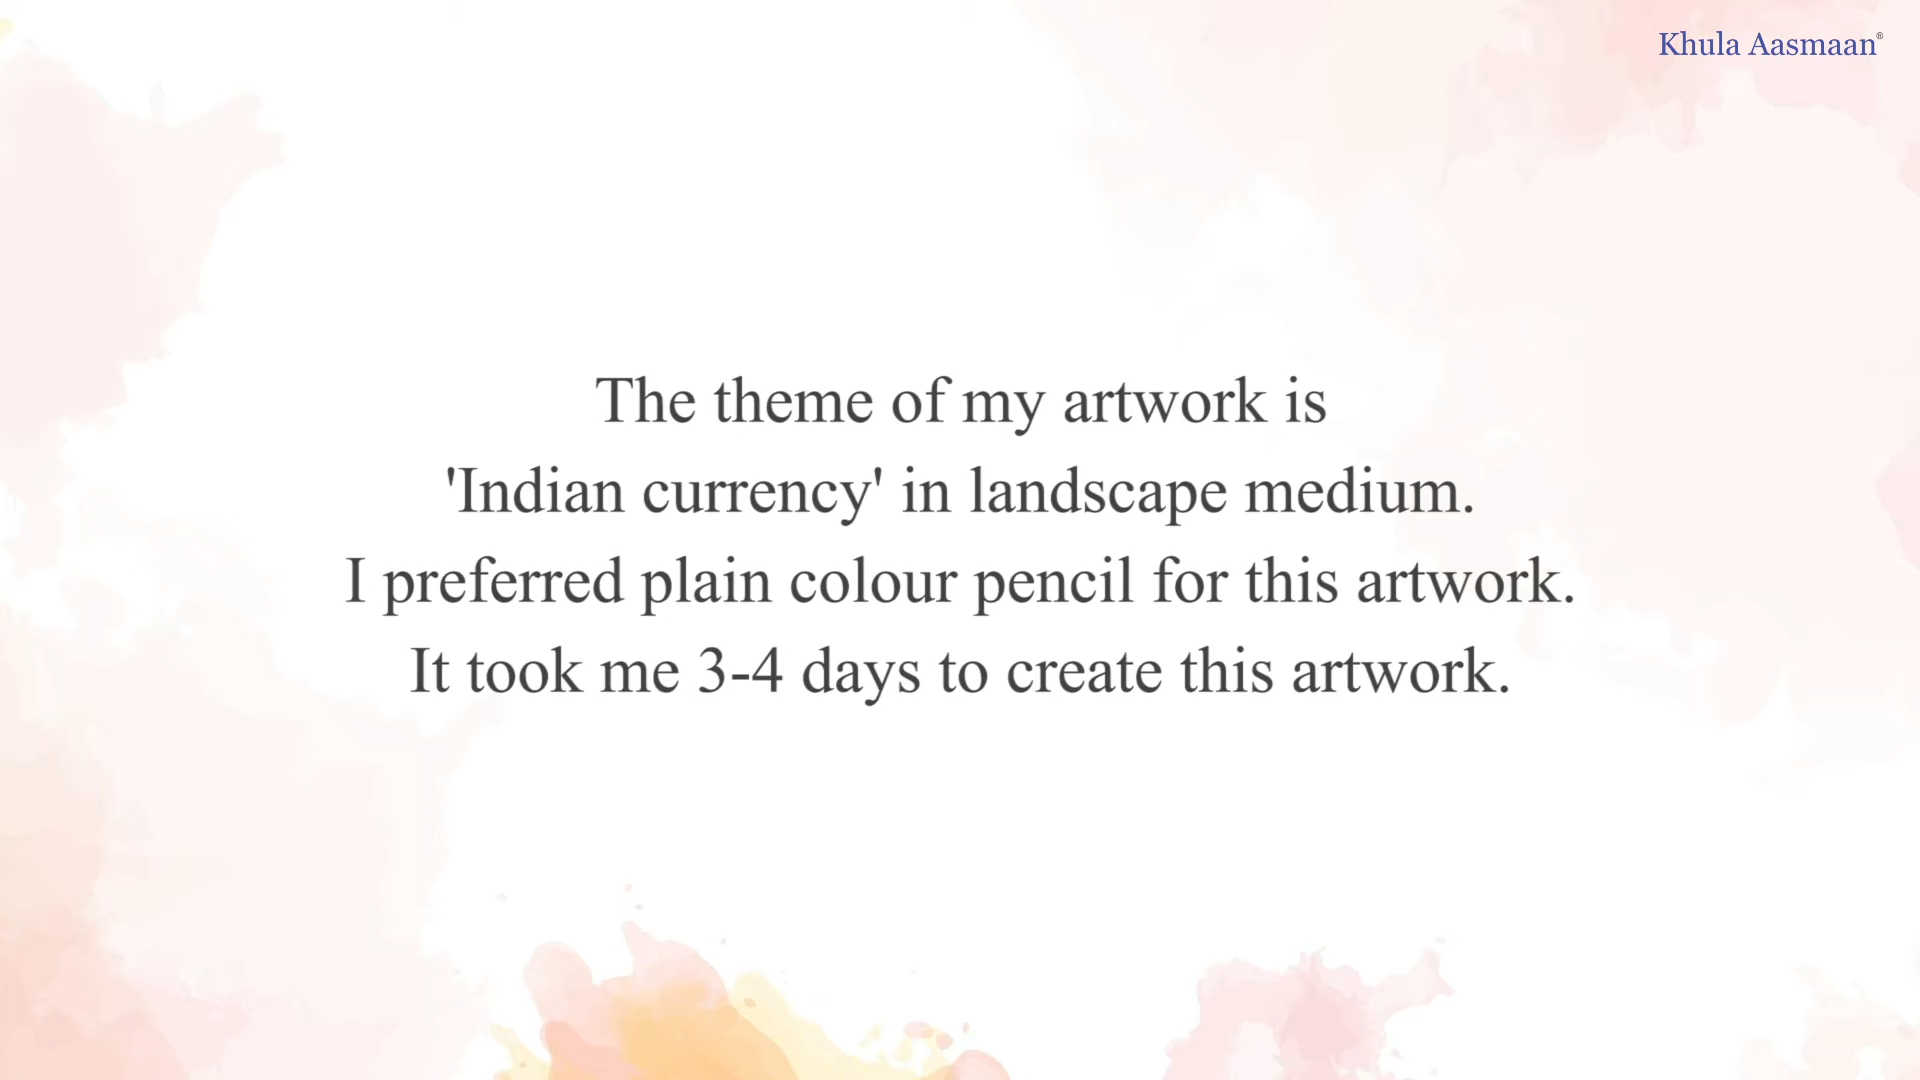 Khula Aasmaan®
The theme of my artwork is
'Indian currency' in landscape medium.
I preferred plain colour pencil for this artwork.
It took me 3-4 days to create this artwork.